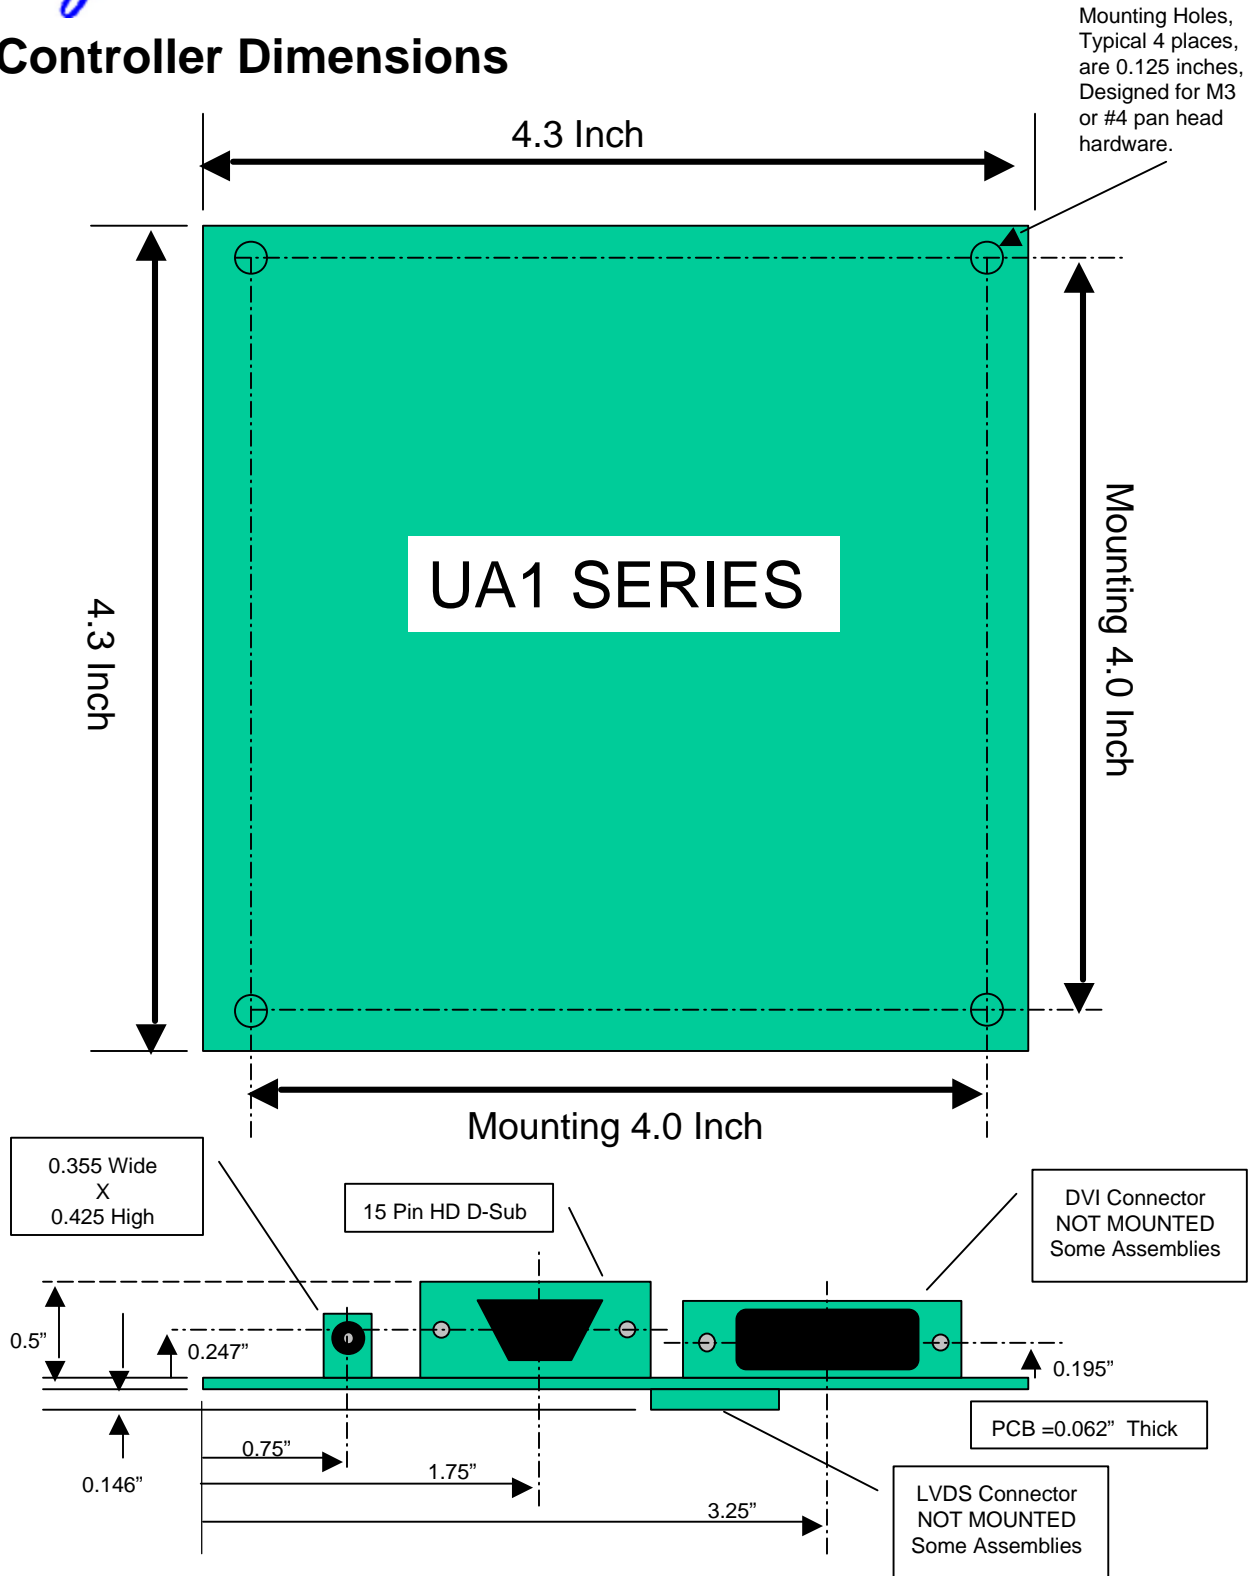 Controller Dimensions
Mounting Holes,
Typical 4 places,
are 0.125 inches,
Designed for M3
or #4 pan head
hardware.
4.3 Inch
4.3 Inch
UA1 SERIES
Mounting 4.0 Inch
Mounting 4.0 Inch
0.355 Wide
X
0.425 High
15 Pin HD D-Sub
DVI Connector
NOT MOUNTED
Some Assemblies
0.5”
0.247”
0.195”
PCB =0.062” Thick
0.146”
0.75”
1.75”
3.25”
LVDS Connector
NOT MOUNTED
Some Assemblies